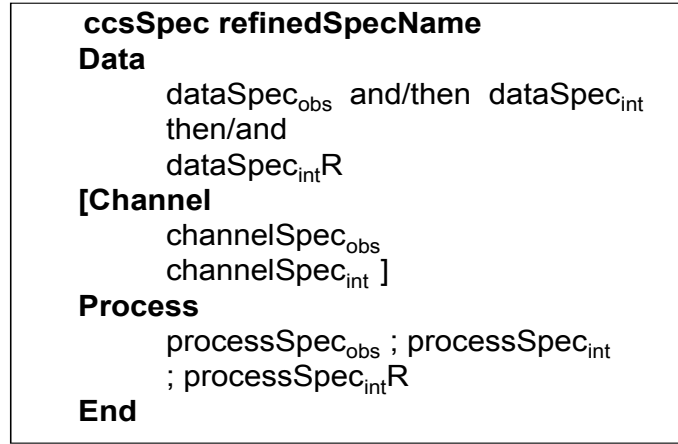 ccsSpec refinedSpecName
Data
dataSpecobs and/then dataSpecint
then/and
dataSpecintR
[Channel
channelSpecobs
channelSpecint ]
Process
processSpecobs ; processSpecint
; processSpecintR
End